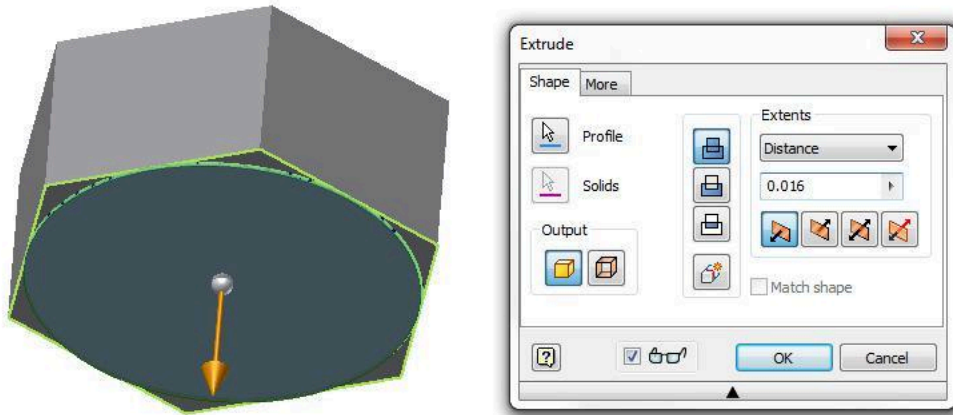 Extrude
Shape More
Extents
Profile
Distance
Solids
0.016
Output
Match shape
?
OK Cancel